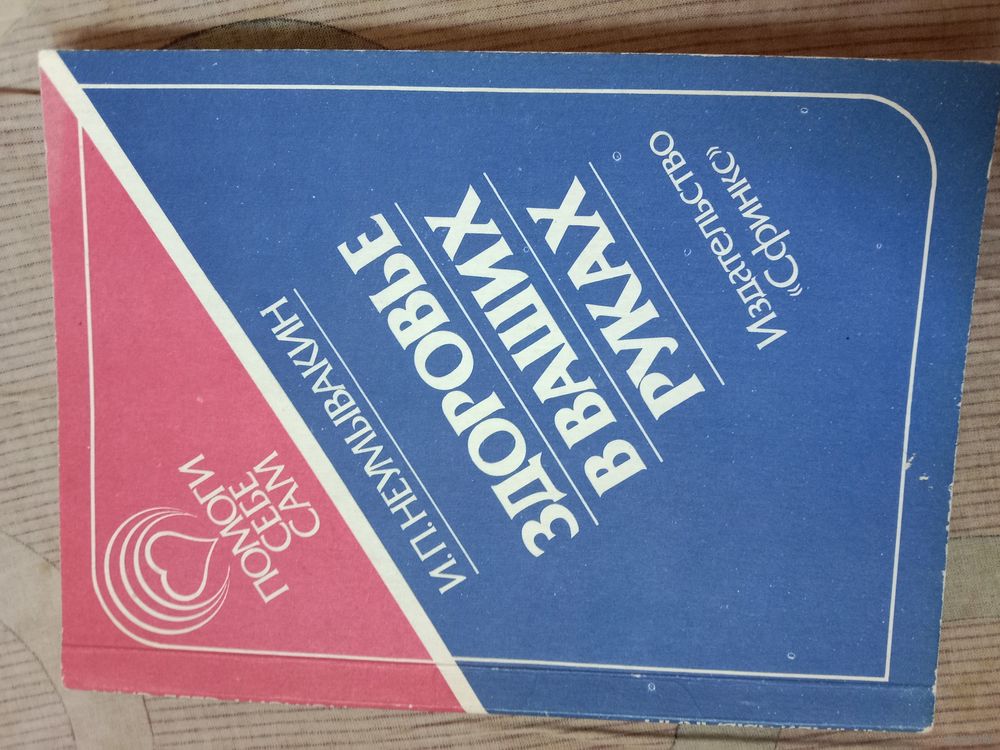 ПОМОГИ
СЕБЕ
САМ
И.П.НЕУМЫВАКИН
ЗДОРОВЬЕ
В ВАШИХ
РУКАХ
Издательство
"Сфинкс"